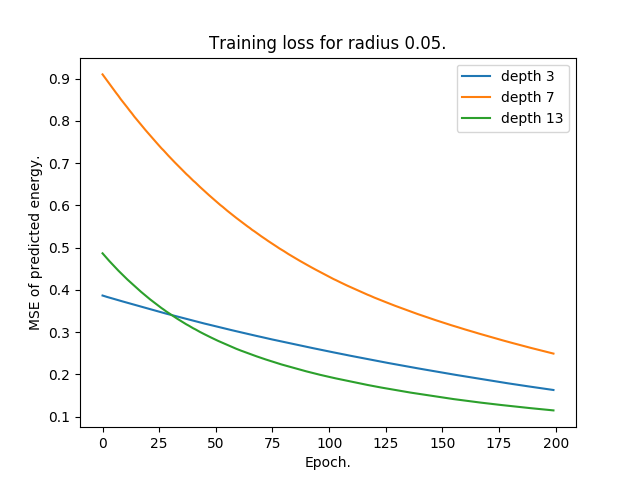 Training loss for radius 0.05.
depth 3
depth 7
depth 13
MSE of predicted energy.
0.9
0.8
0.7
0.6
0.5
0.4
0.3
0.2
0.1
0 25 50 75 100 125 150 175 200
Epoch.